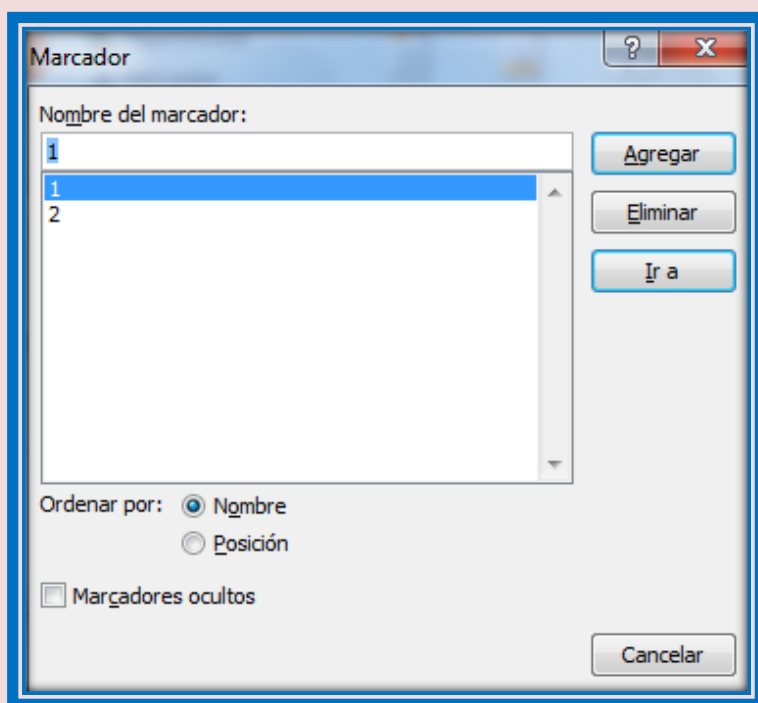 Marcador
Nombre del marcador:
1
Agregar
1
2
Eliminar
Ir a
Ordenar por: Nombre
Posición
Marcadores ocultos
Cancelar